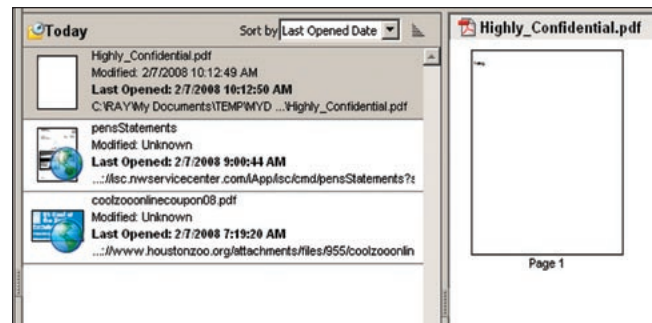 Today
Sort by Last Opened Date
Highly_Confidential.pdf
Modified: 2/7/2008 10:12:49 AM
Last Opened: 2/7/2008 10:12:50 AM
C:\RAY\My Documents\TEMP\MYD ...\Highly_Confidential.pdf
pensStatements
Modified: Unknown
Last Opened: 2/7/2008 9:00:44 AM
...://isc.nwservicecenter.com/iApp/isc/cmd/pensStatements?s
coolzooonlinecoupon08.pdf
Modified: Unknown
Last Opened: 2/7/2008 7:19:20 AM
...://www.houstonzoo.org/attachments/files/955/coolzooonlin
Highly_Confidential.pdf
Page 1